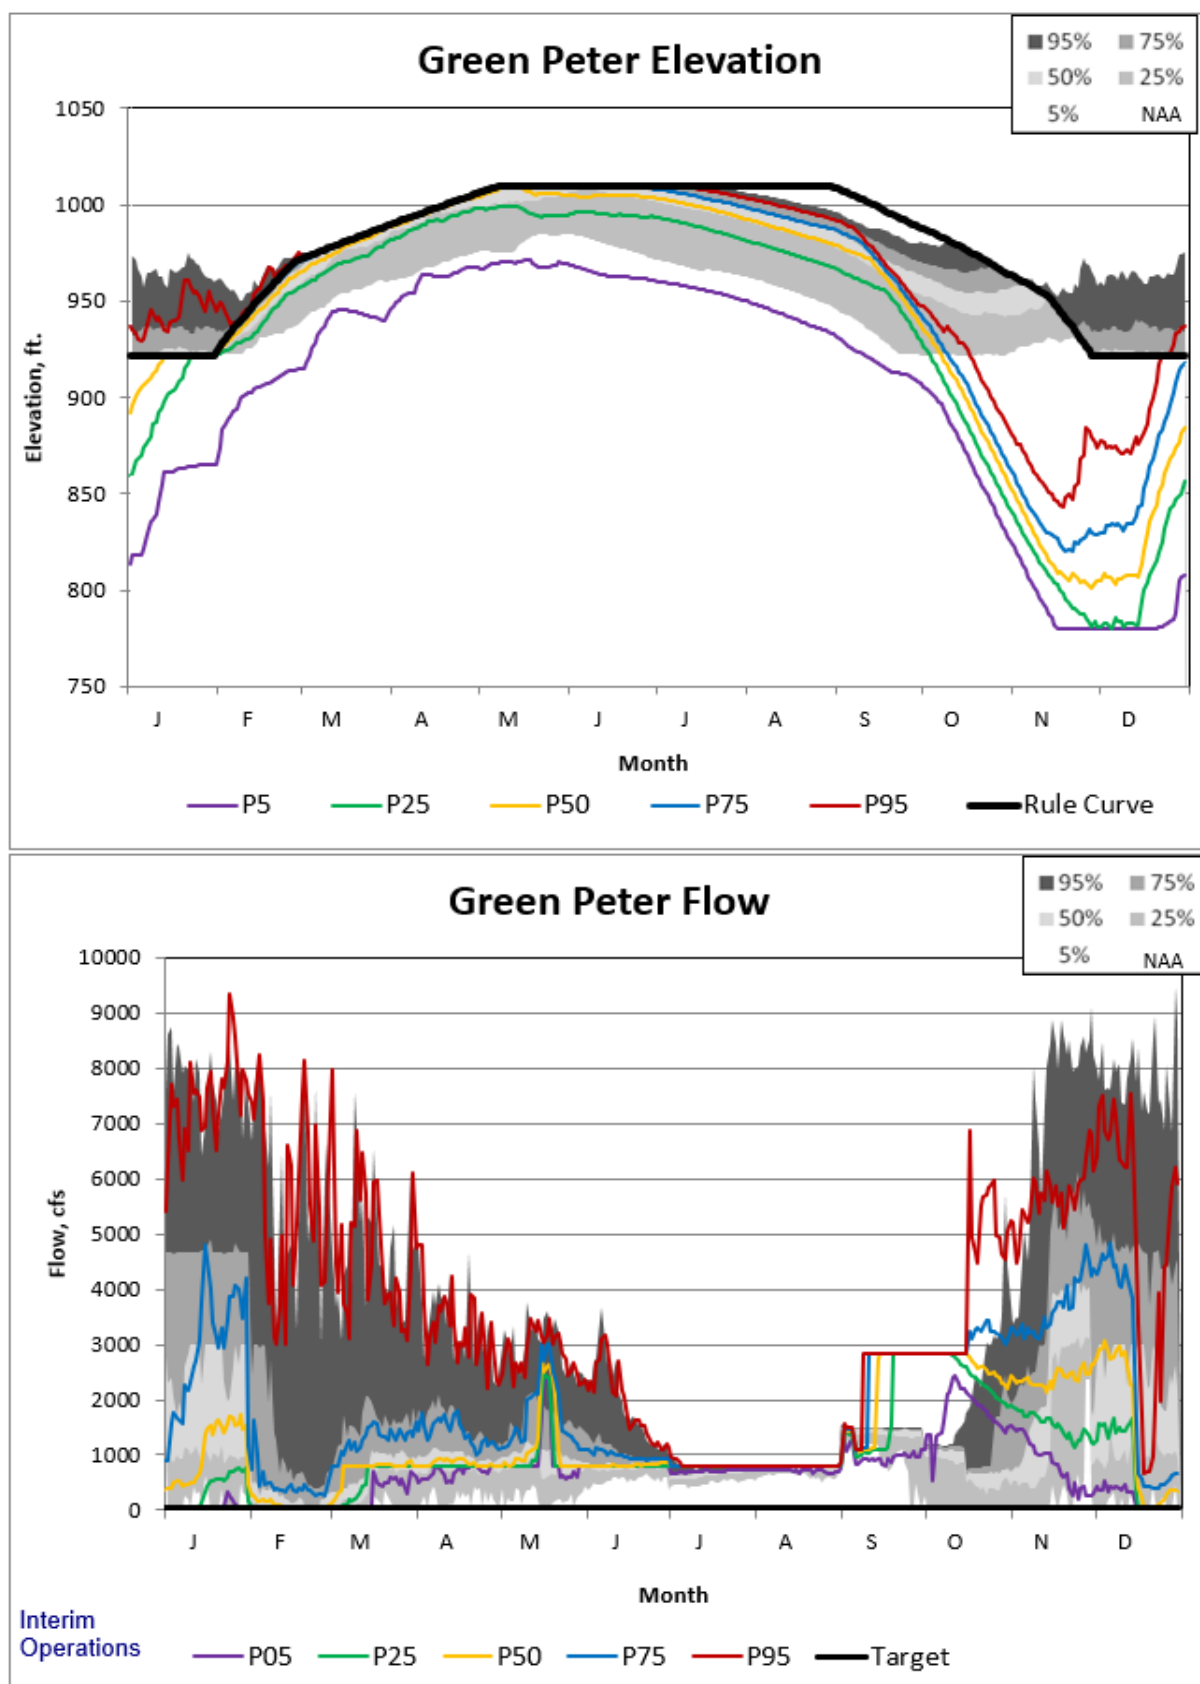 Green Peter Elevation
95% 75%
50% 25%
5% NAA
1050
1000
950
900
850
800
750
Elevation, ft.
J F M A M J J A S O N D
Month
P5 P25 P50 P75 P95 Rule Curve
Green Peter Flow
95% 75%
50% 25%
5% NAA
10000
9000
8000
7000
6000
5000
4000
3000
2000
1000
0
Flow, cfs
J F M A M J J A S O N D
Month
Interim
Operations
P05 P25 P50 P75 P95 Target